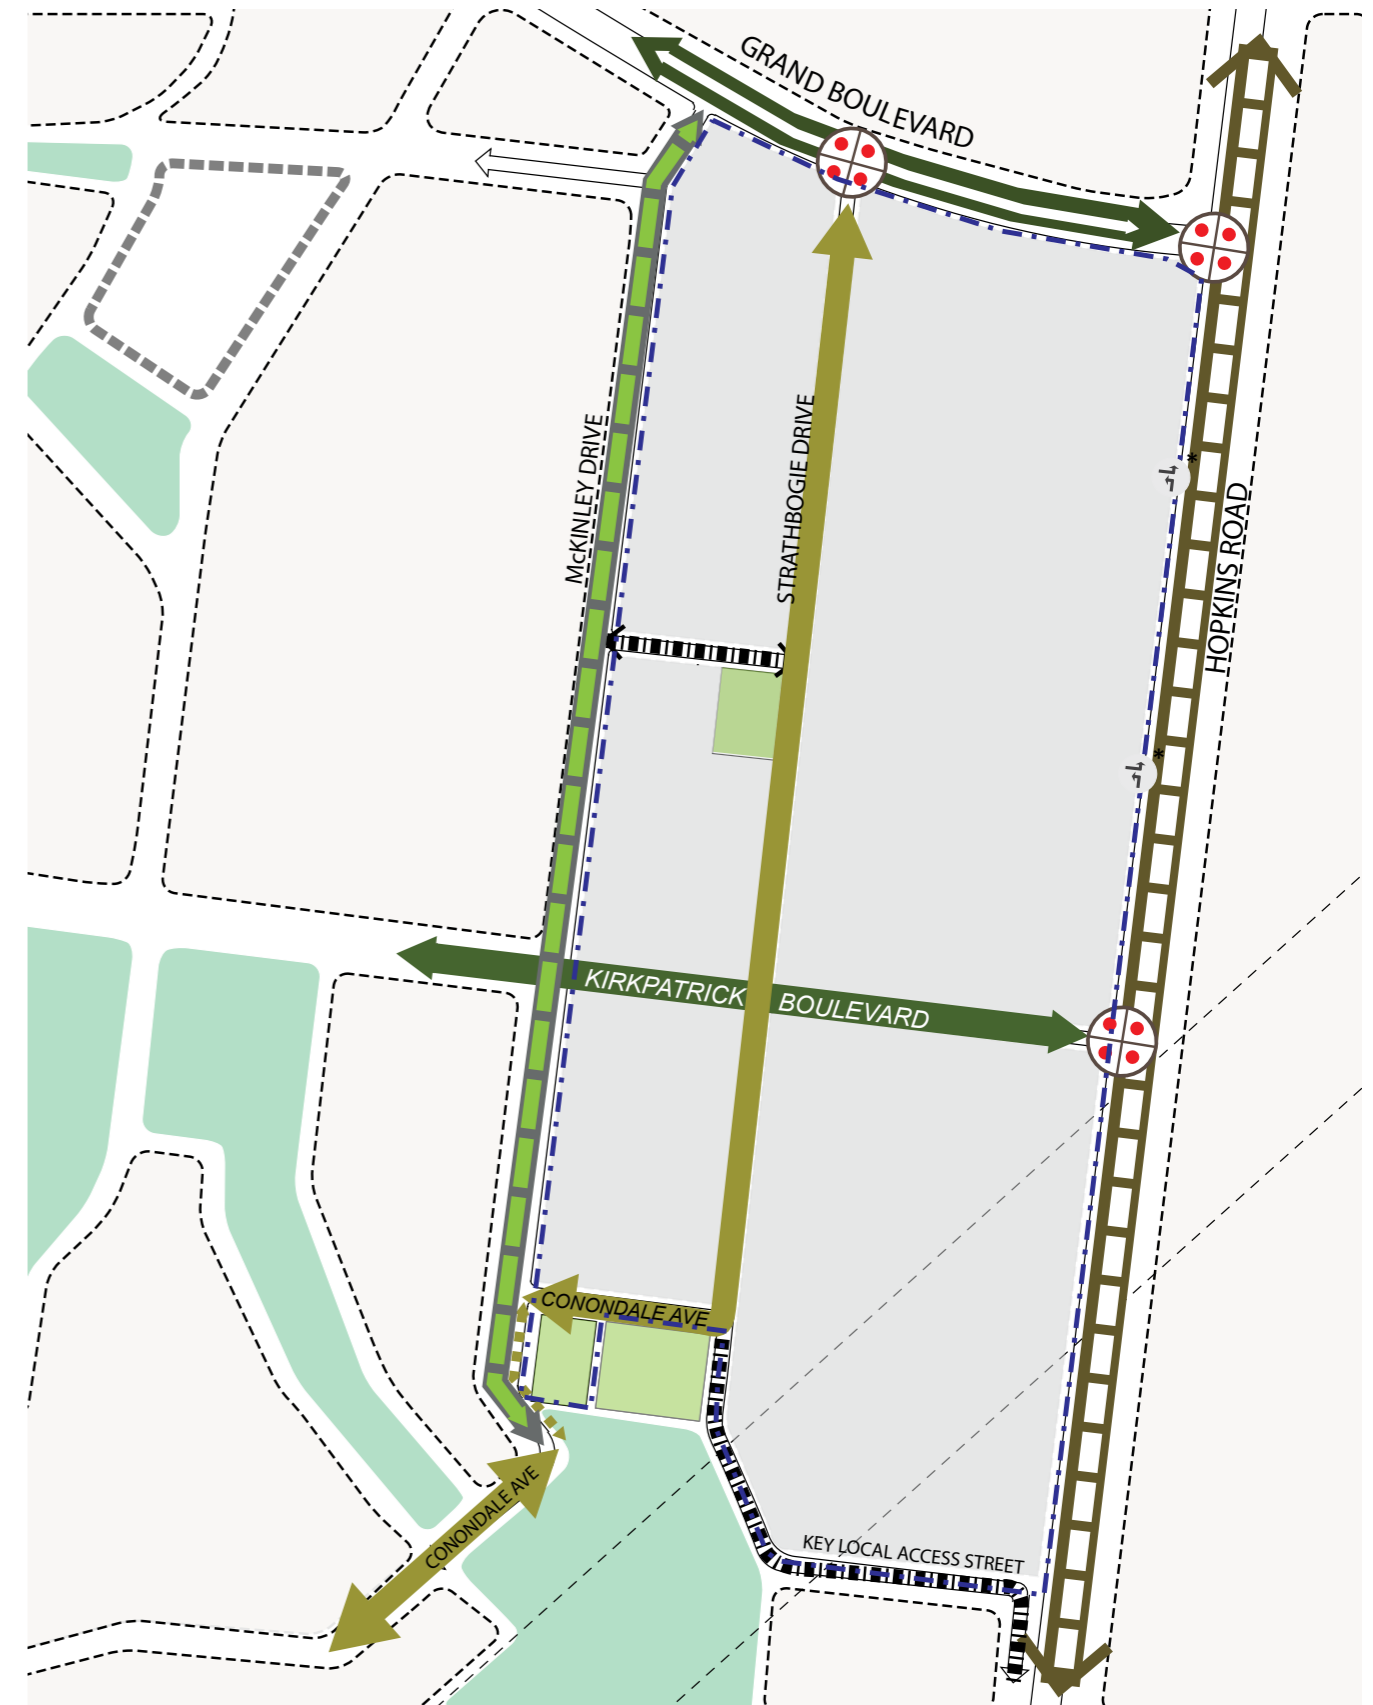 GRAND BOULEVARD
McKINLEY DRIVE
STRATHBOGIE DRIVE
*
HOPKINS ROAD
*
KIRKPATRICK BOULEVARD
CONONDALE AVE
CONONDALE AVE
KEY LOCAL ACCESS STREET